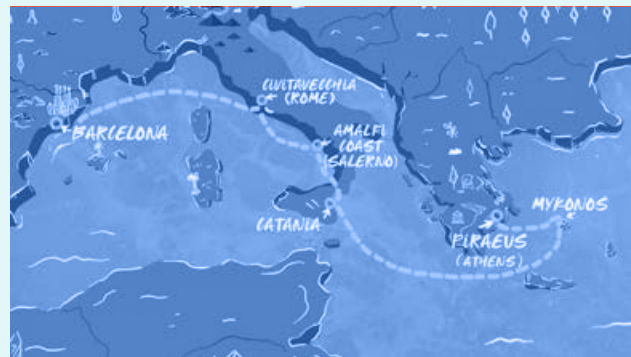 CIVITAVECCHIA
(ROME)
BARCELONA
AMALFI
COAST
(SALERNO)
CATANIA
MYKONOS
PIRAEUS
(ATHENS)